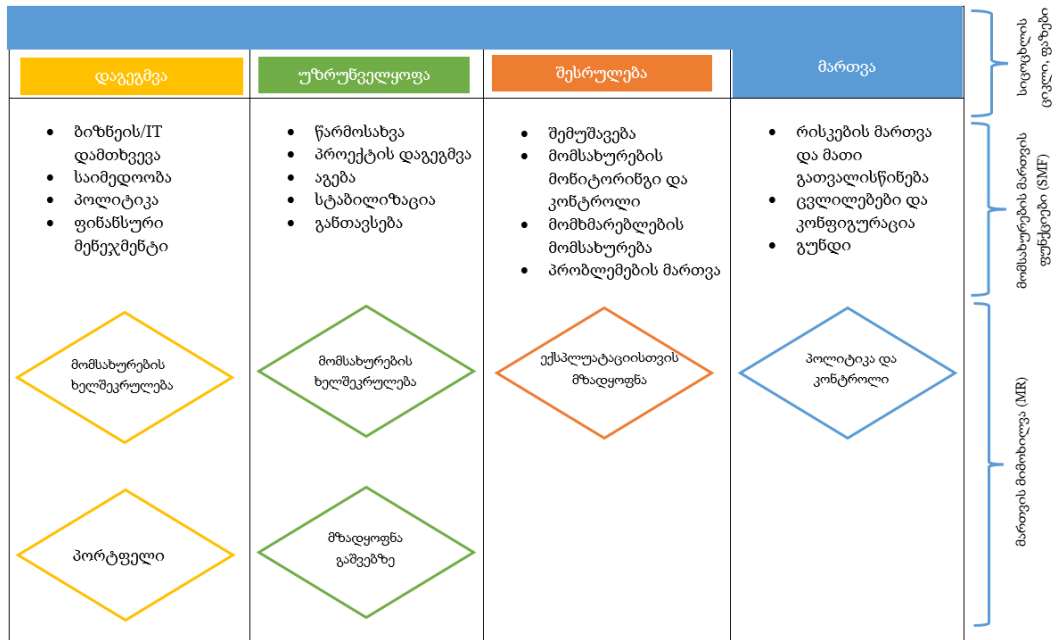 დაგეგმვა
უზრუნველყოფა
შესრულება
მართვა
სიცოცხლის
ციკლი, ფაზები
• ბიზნეის/IT
დამთხვევა
• საიმედოობა
• პოლიტიკა
• ფინანსური
მენეჯმენტი
• წარმოსახვა
• პროექტის დაგეგმვა
• აგება
• სტაბილიზაცია
• განთავსება
• შემუშავება
• მომსახურების
მონიტორინგი და
კონტროლი
• მომხმარებლების
მომსახურება
• პრობლემების მართვა
• რისკების მართვა
და მათი
გათვალისწინება
• ცვლილებები და
კონფიგურაცია
• გუნდი
მომსახურების მართვის
ფუნქციები (SMF)
მომსახურების
ხელშეკრულება
მომსახურების
ხელშეკრულება
ექსპლუატაციისთვის
მზადყოფნა
პოლიტიკა და
კონტროლი
პორტფელი
მზადყოფნა
გაშვებზე
მართვის მიმოხილვა (MR)